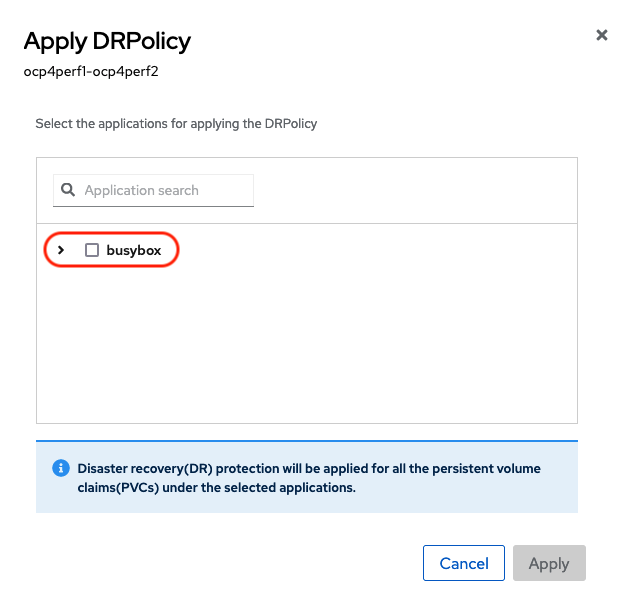 Apply DRPolicy
ocp4perf1-ocp4perf2
Select the applications for applying the DRPolicy
Application search
busybox
Disaster recovery(DR) protection will be applied for all the persistent volume
claims(PVCs) under the selected applications.
Cancel
Apply